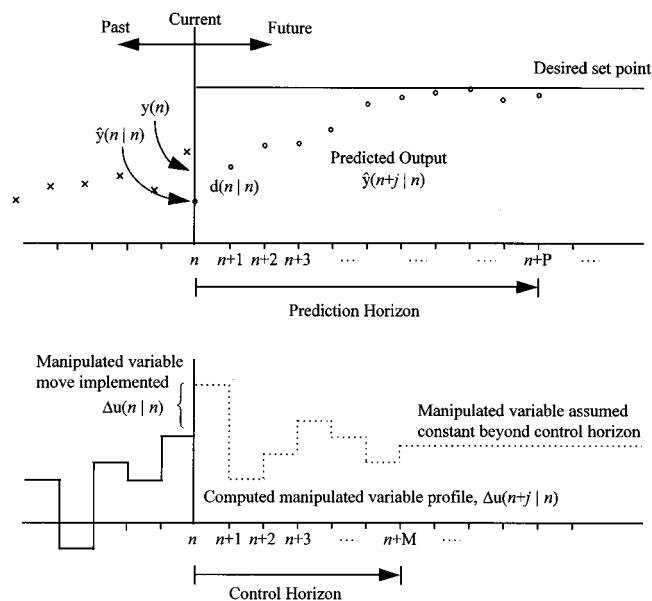 Current
Past
Future
Desired set point
y(n)
ŷ(n | n)
d(n | n)
Predicted Output
ŷ(n+j | n)
n n+1 n+2 n+3 .... .... .... n+P ....
Prediction Horizon
Manipulated variable
move implemented
Δu(n | n)
Manipulated variable assumed
constant beyond control horizon
Computed manipulated variable profile, Δu(n+j | n)
n n+1 n+2 n+3 .... n+M ....
Control Horizon